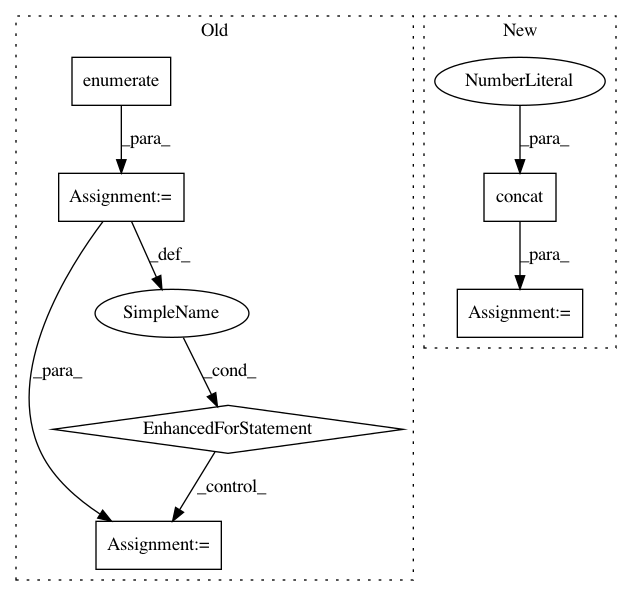 Old
enumerate
_para_
Assignment:=
_def_
SimpleName
_para_
_cond_
EnhancedForStatement
_control_
Assignment:=
New
NumberLiteral
_para_
concat
_para_
Assignment:=